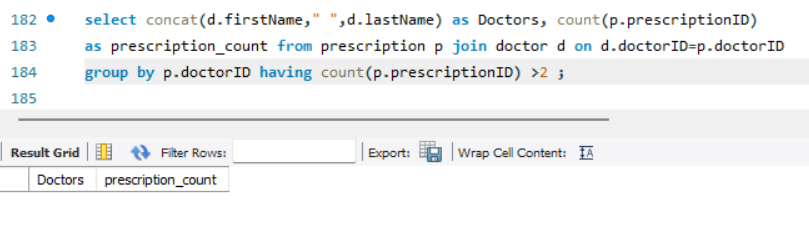 182 select concat(d.firstName," ",d.lastName) as Doctors, count(p.prescriptionID)
183 as prescription_count from prescription p join doctor d on d.doctorID=p.doctorID
184 group by p.doctorID having count(p.prescriptionID) >2 ;
185
Result Grid Filter Rows: Export: Wrap Cell Content: IA
Doctors prescription_count